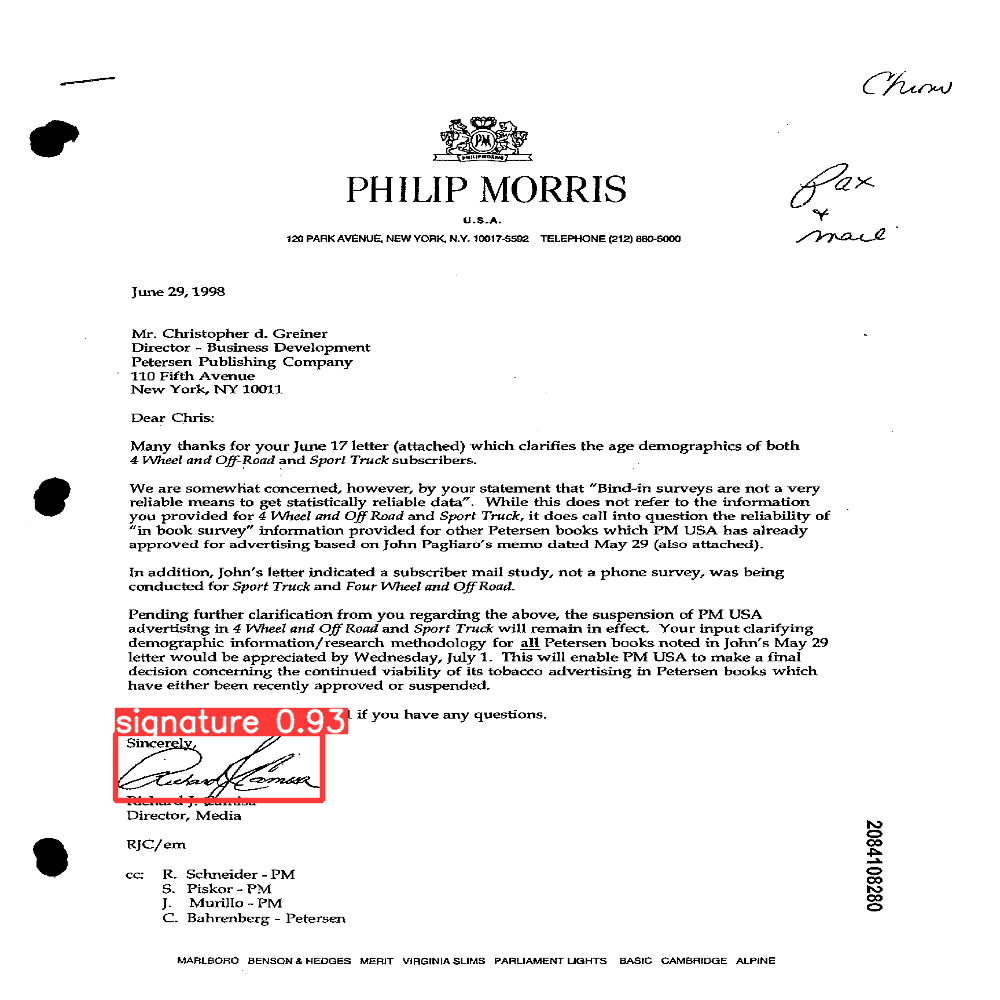 Chron
PM
PHILIP MORRIS
U.S.A.
120 PARK AVENUE, NEW YORK, N.Y. 10017-5592 TELEPHONE (212) 880-5000
Fax
+
mail
June 29, 1998
Mr. Christopher d. Greiner
Director - Business Development
Petersen Publishing Company
110 Fifth Avenue
New York, NY 10011
Dear Chris:
Many thanks for your June 17 letter (attached) which clarifies the age demographics of both
4 Wheel and Off-Road and Sport Truck subscribers.
We are somewhat concerned, however, by your statement that “Bind-in surveys are not a very
reliable means to get statistically reliable data”. While this does not refer to the information
you provided for 4 Wheel and Off Road and Sport Truck, it does call into question the reliability of
“in book survey” information provided for other Petersen books which PM USA has already
approved for advertising based on John Pagliaro's memo dated May 29 (also attached).
In addition, John's letter indicated a subscriber mail study, not a phone survey, was being
conducted for Sport Truck and Four Wheel and Off Road.
Pending further clarification from you regarding the above, the suspension of PM USA
advertising in 4 Wheel and Off Road and Sport Truck will remain in effect. Your input clarifying
demographic information/research methodology for all Petersen books noted in John's May 29
letter would be appreciated by Wednesday, July 1. This will enable PM USA to make a final
decision concerning the continued viability of its tobacco advertising in Petersen books which
have either been recently approved or suspended.
signature 0.93 if you have any questions.
Sincerely,
Richard J. Camisa
Richard J. Camisa
Director, Media
RJC/em
cc: R. Schneider - PM
S. Piskor - PM
J. Murillo - PM
C. Bahrenberg - Petersen
2084108280
MARLBORO BENSON & HEDGES MERIT VIRGINIA SLIMS PARLIAMENT LIGHTS BASIC CAMBRIDGE ALPINE